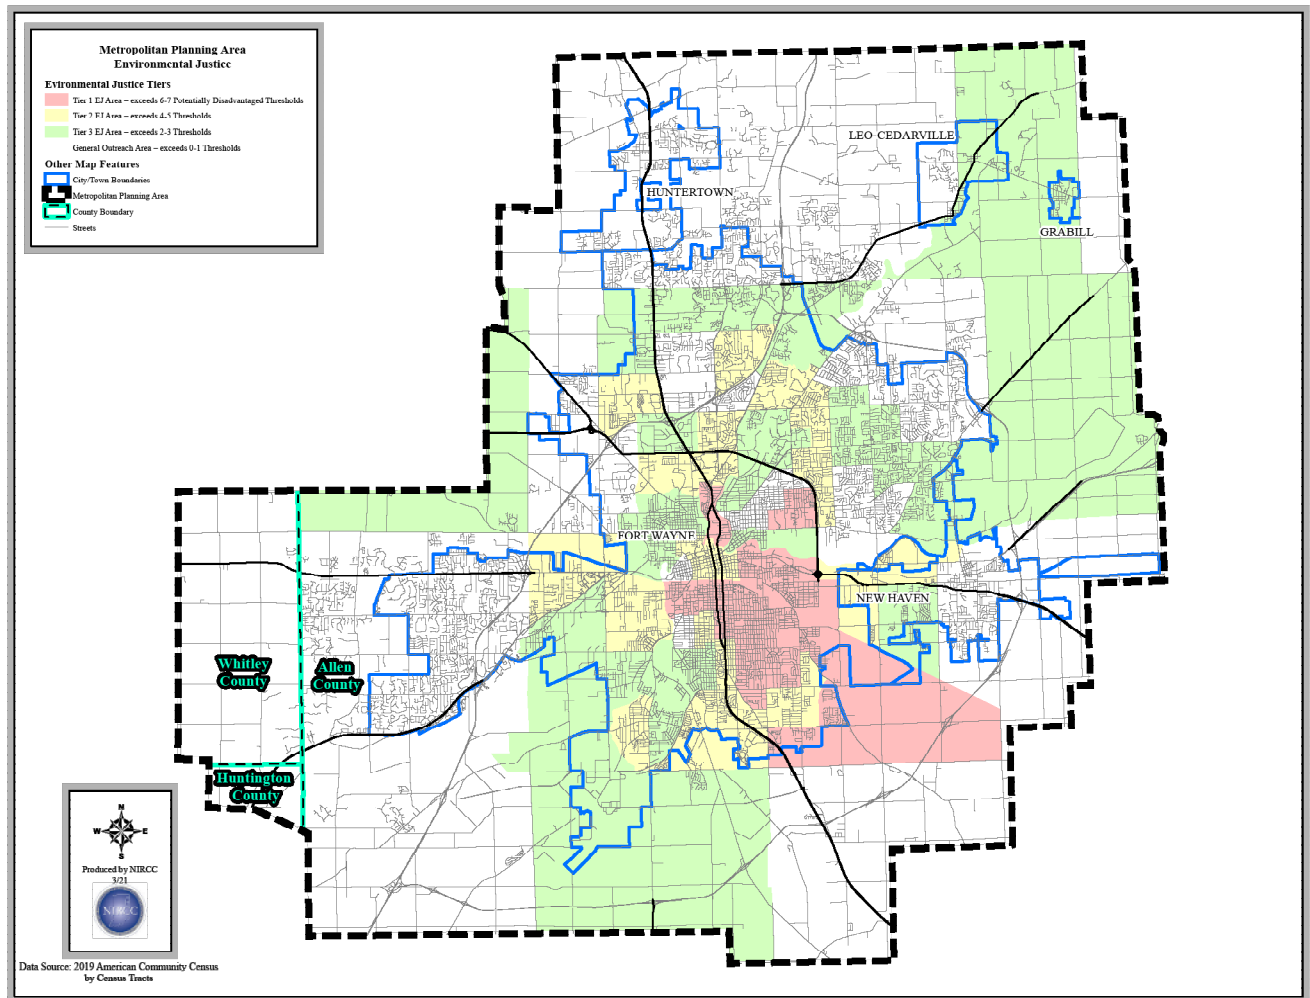 Metropolitan Planning Area
Environmental Justice
Evironmental Justice Tiers
Tier 1 EJ Area – exceeds 6-7 Potentially Disadvantaged Thresholds
Tier 2 EJ Area – exceeds 4-5 Thresholds
Tier 3 EJ Area – exceeds 2-3 Thresholds
General Outreach Area – exceeds 0-1 Thresholds
Other Map Features
City/Town Boundaries
Metropolitan Planning Area
County Boundary
Streets
LEO-CEDARVILLE
HUNTERTOWN
GRABILL
FORT WAYNE
NEW HAVEN
Whitley
County
Allen
County
Huntington
County
N
W E
S
Produced by NIRCC
3/21
NIRCC
Data Source: 2019 American Community Census
by Census Tracts